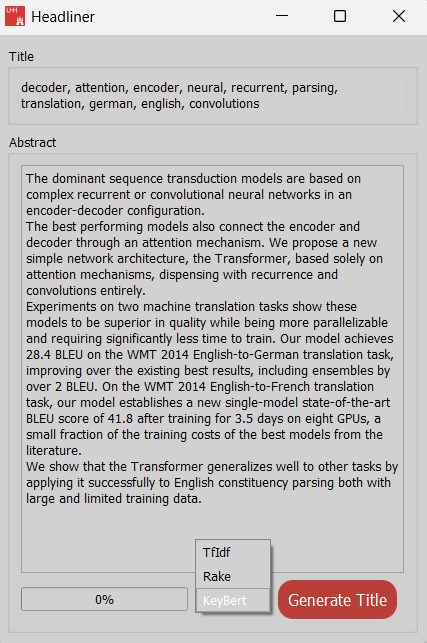 U+H
Headliner
Title
decoder, attention, encoder, neural, recurrent, parsing,
translation, german, english, convolutions
Abstract
The dominant sequence transduction models are based on
complex recurrent or convolutional neural networks in an
encoder-decoder configuration.
The best performing models also connect the encoder and
decoder through an attention mechanism. We propose a new
simple network architecture, the Transformer, based solely on
attention mechanisms, dispensing with recurrence and
convolutions entirely.
Experiments on two machine translation tasks show these
models to be superior in quality while being more parallelizable
and requiring significantly less time to train. Our model achieves
28.4 BLEU on the WMT 2014 English-to-German translation task,
improving over the existing best results, including ensembles by
over 2 BLEU. On the WMT 2014 English-to-French translation
task, our model establishes a new single-model state-of-the-art
BLEU score of 41.8 after training for 3.5 days on eight GPUs, a
small fraction of the training costs of the best models from the
literature.
We show that the Transformer generalizes well to other tasks by
applying it successfully to English constituency parsing both with
large and limited training data.
TfIdf
Rake
KeyBert
0%
Generate Title